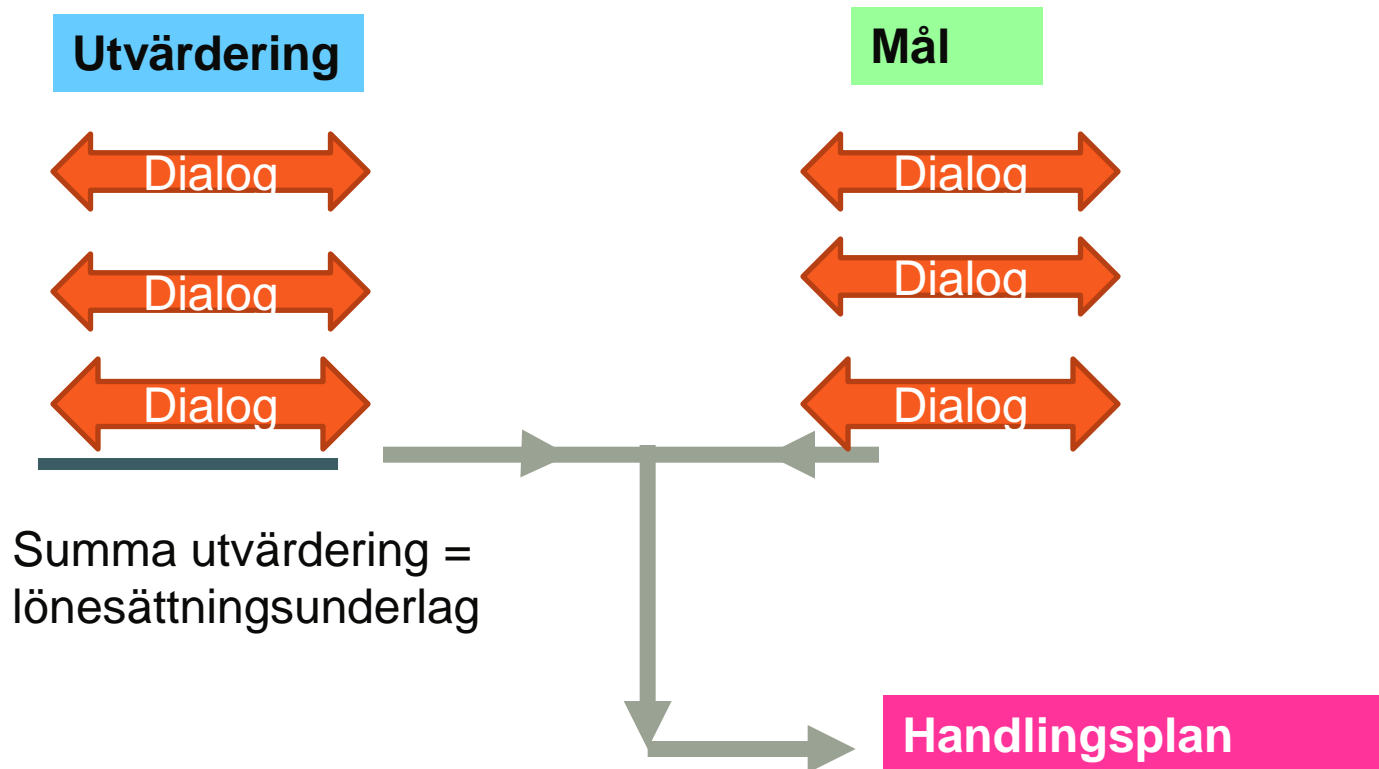 Utvärdering
Mål
Dialog
Dialog
Dialog
Dialog
Dialog
Dialog
Summa utvärdering =
lönesättningsunderlag
Handlingsplan